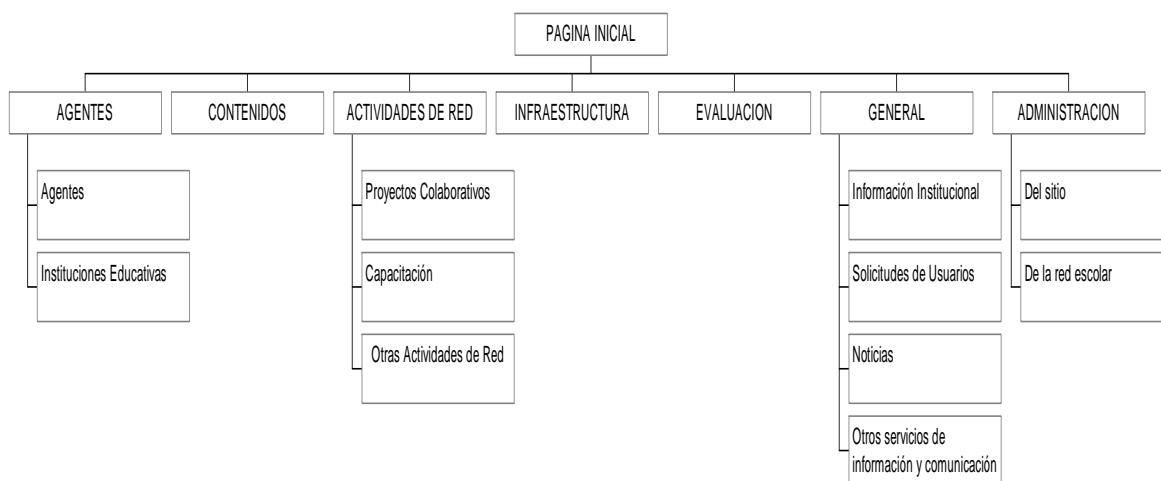 PAGINA INICIAL
AGENTES
CONTENIDOS
ACTIVIDADES DE RED
INFRAESTRUCTURA
EVALUACION
GENERAL
ADMINISTRACION
Agentes
Instituciones Educativas
Proyectos Colaborativos
Capacitación
Otras Actividades de Red
Información Institucional
Solicitudes de Usuarios
Noticias
Otros servicios de
información y comunicación
Del sitio
De la red escolar